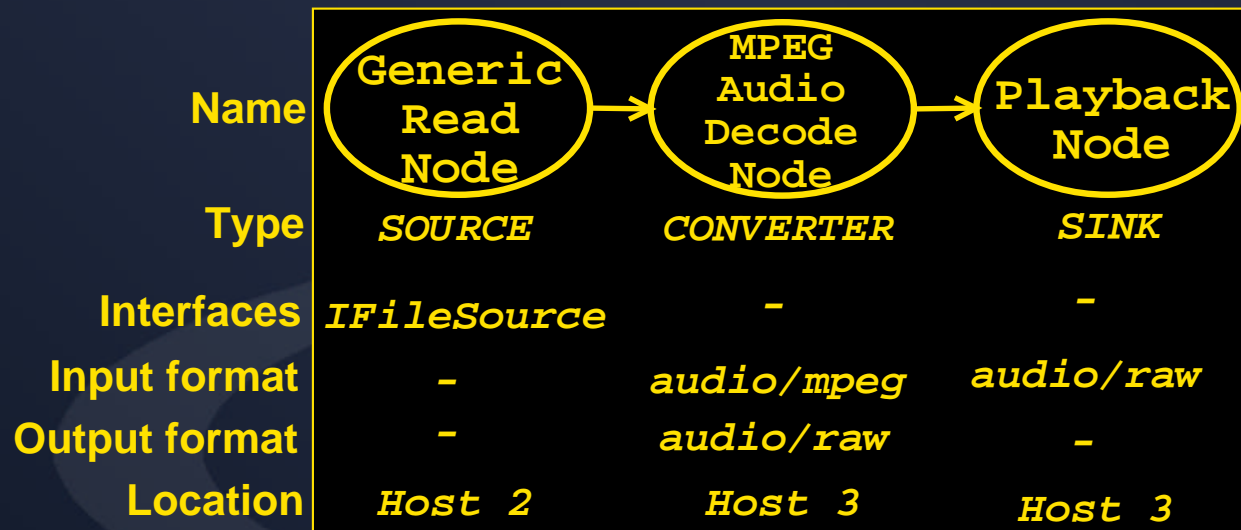 Name Generic Read Node MPEG Audio Decode Node Playback Node
Type SOURCE CONVERTER SINK
Interfaces IFileSource - -
Input format - audio/mpeg audio/raw
Output format - audio/raw -
Location Host 2 Host 3 Host 3